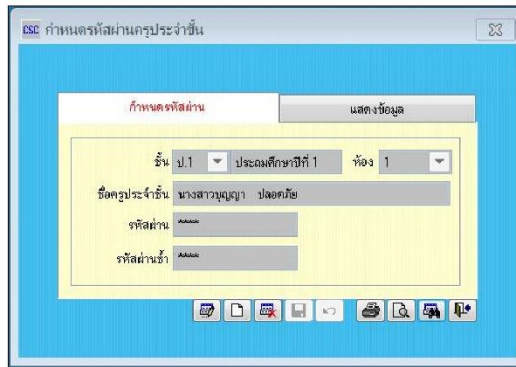 CSC กำหนดรหัสผ่านครูประจำชั้น
กำหนดรหัสผ่าน แสดงข้อมูล
ชั้น ป.1 ประถมศึกษาปีที่ 1 ห้อง 1
ชื่อครูประจำชั้น นางสาวบุญญา ปลอดภัย
รหัสผ่าน ****
รหัสผ่านซ้ำ ****